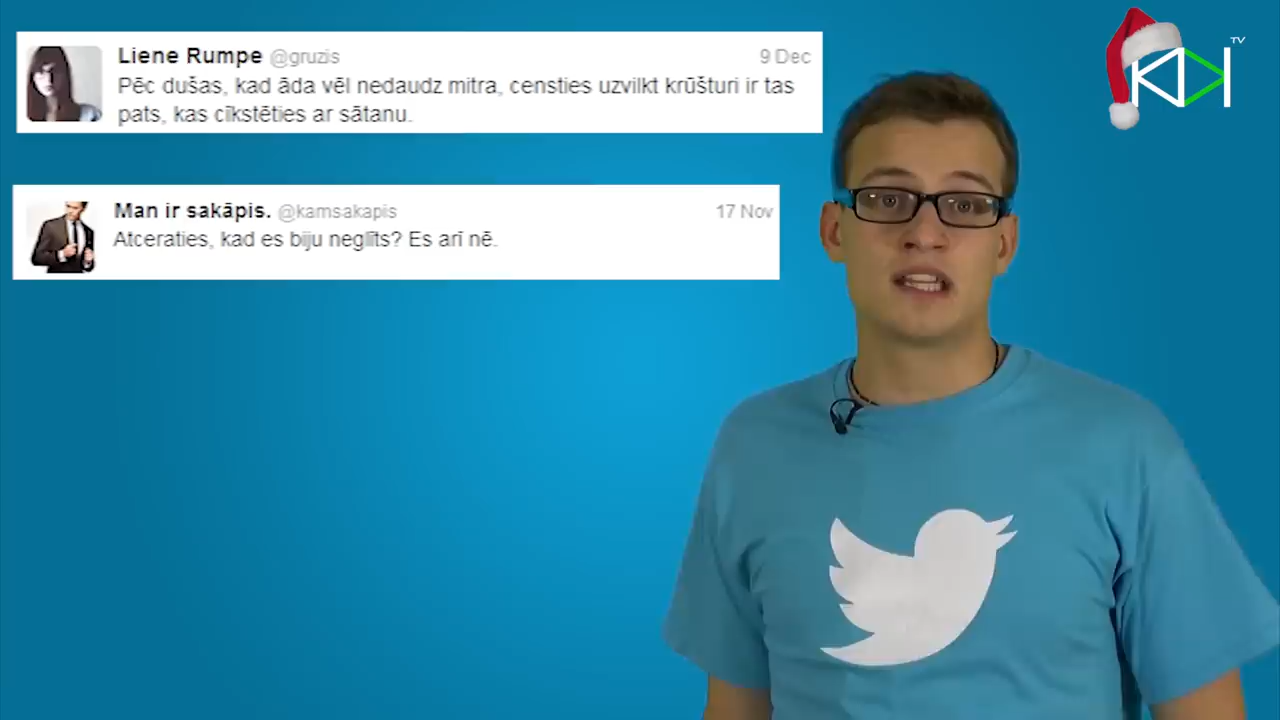 Liene Rumpe @gruzis 9 Dec
Pēc dušas, kad āda vēl nedaudz mitra, censties uzvilkt krūšturi ir tas
pats, kas cīkstēties ar sātanu.
Man ir sakāpis. @kamsakapis 17 Nov
Atceraties, kad es biju neglīts? Es arī nē.
TV